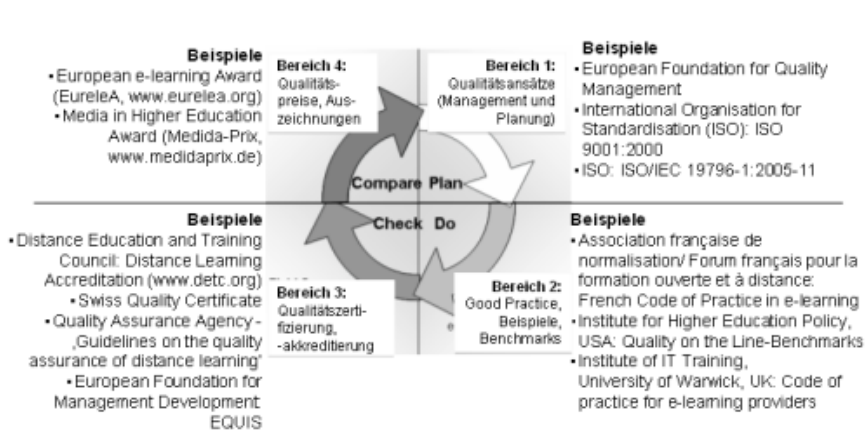 Beispiele
•European e-learning Award
(EureleA, www.eurelea.org)
•Media in Higher Education
Award (Medida-Prix,
www.medidaprix.de)
Bereich 4:
Qualitäts-
preise, Aus-
zeichnungen
Bereich 1:
Qualitätsansätze
(Management und
Planung)
Beispiele
•European Foundation for Quality
Management
•International Organisation for
Standardisation (ISO): ISO
9001:2000
•ISO: ISO/IEC 19796-1:2005-11
Compare Plan
Check Do
Beispiele
•Distance Education and Training
Council: Distance Learning
Accreditation (www.detc.org)
•Swiss Quality Certificate
•Quality Assurance Agency-
‚Guidelines on the quality
assurance of distance learning'
•European Foundation for
Management Development
EQUIS
Bereich 3:
Qualitätszerti-
fizierung,
-akkreditierung
Bereich 2:
Good Practice,
Beispiele,
Benchmarks
Beispiele
•Association française de
normalisation/ Forum français pour la
formation ouverte et à distance:
French Code of Practice in e-learning
•Institute for Higher Education Policy,
USA: Quality on the Line-Benchmarks
•Institute of IT Training,
University of Warwick, UK: Code of
practice for e-learning providers